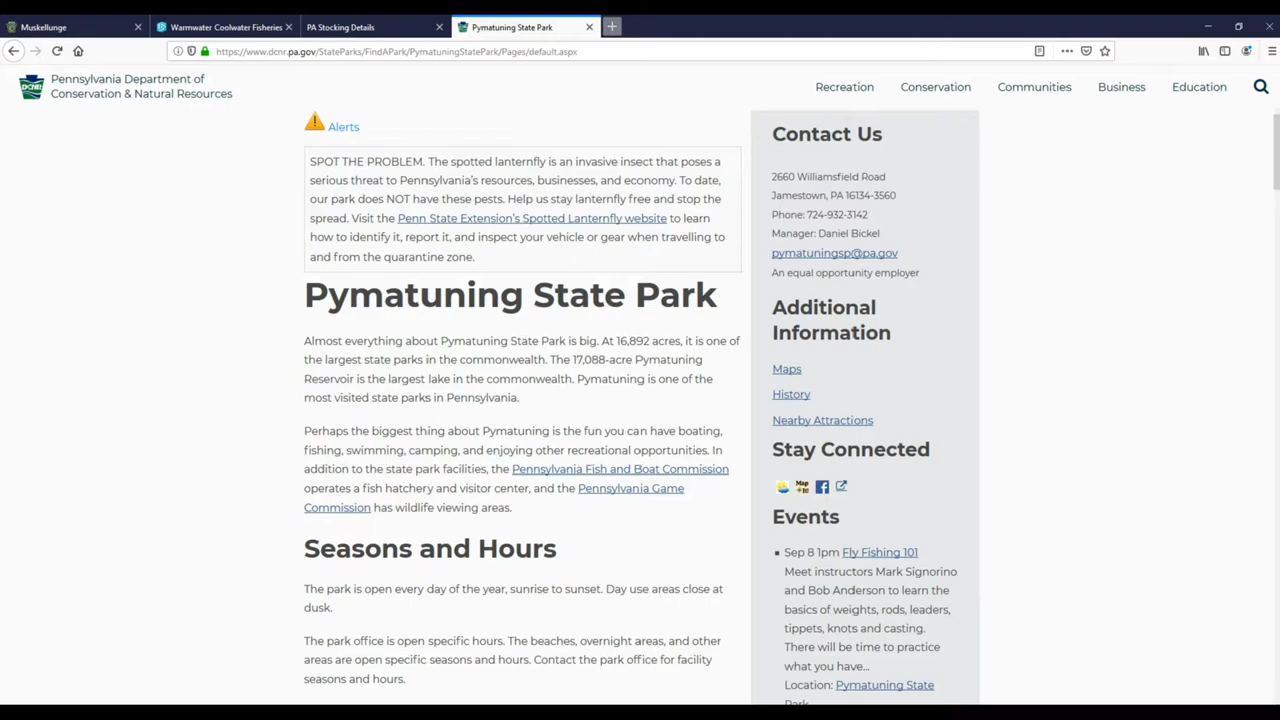 Muskellunge
Warmwater Coolwater Fisheries
PA Stocking Details
Pymatuning State Park
https://www.dcnr.pa.gov/StateParks/FindAPark/PymatuningStatePark/Pages/default.aspx
Pennsylvania Department of
Conservation & Natural Resources
Recreation
Conservation
Communities
Business
Education
Alerts
SPOT THE PROBLEM. The spotted lanternfly is an invasive insect that poses a
serious threat to Pennsylvania's resources, businesses, and economy. To date,
our park does NOT have these pests. Help us stay lanternfly free and stop the
spread. Visit the Penn State Extension's Spotted Lanternfly website to learn
how to identify it, report it, and inspect your vehicle or gear when travelling to
and from the quarantine zone.
Pymatuning State Park
Almost everything about Pymatuning State Park is big. At 16,892 acres, it is one of
the largest state parks in the commonwealth. The 17,088-acre Pymatuning
Reservoir is the largest lake in the commonwealth. Pymatuning is one of the
most visited state parks in Pennsylvania.
Perhaps the biggest thing about Pymatuning is the fun you can have boating,
fishing, swimming, camping, and enjoying other recreational opportunities. In
addition to the state park facilities, the Pennsylvania Fish and Boat Commission
operates a fish hatchery and visitor center, and the Pennsylvania Game
Commission has wildlife viewing areas.
Seasons and Hours
The park is open every day of the year, sunrise to sunset. Day use areas close at
dusk.
The park office is open specific hours. The beaches, overnight areas, and other
areas are open specific seasons and hours. Contact the park office for facility
seasons and hours.
Contact Us
2660 Williamsfield Road
Jamestown, PA 16134-3560
Phone: 724-932-3142
Manager: Daniel Bickel
pymatuningsp@pa.gov
An equal opportunity employer
Additional
Information
Maps
History
Nearby Attractions
Stay Connected
Events
Sep 8 1pm Fly Fishing 101
Meet instructors Mark Signorino
and Bob Anderson to learn the
basics of weights, rods, leaders,
tippets, knots and casting.
There will be time to practice
what you have...
Location: Pymatuning State
Park